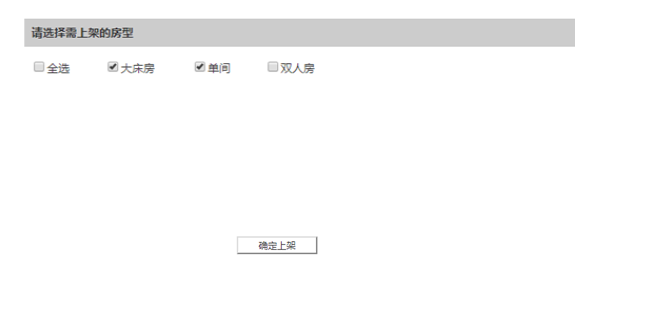 请选择需上架的房型
全选 大床房 单间 双人房
确定上架